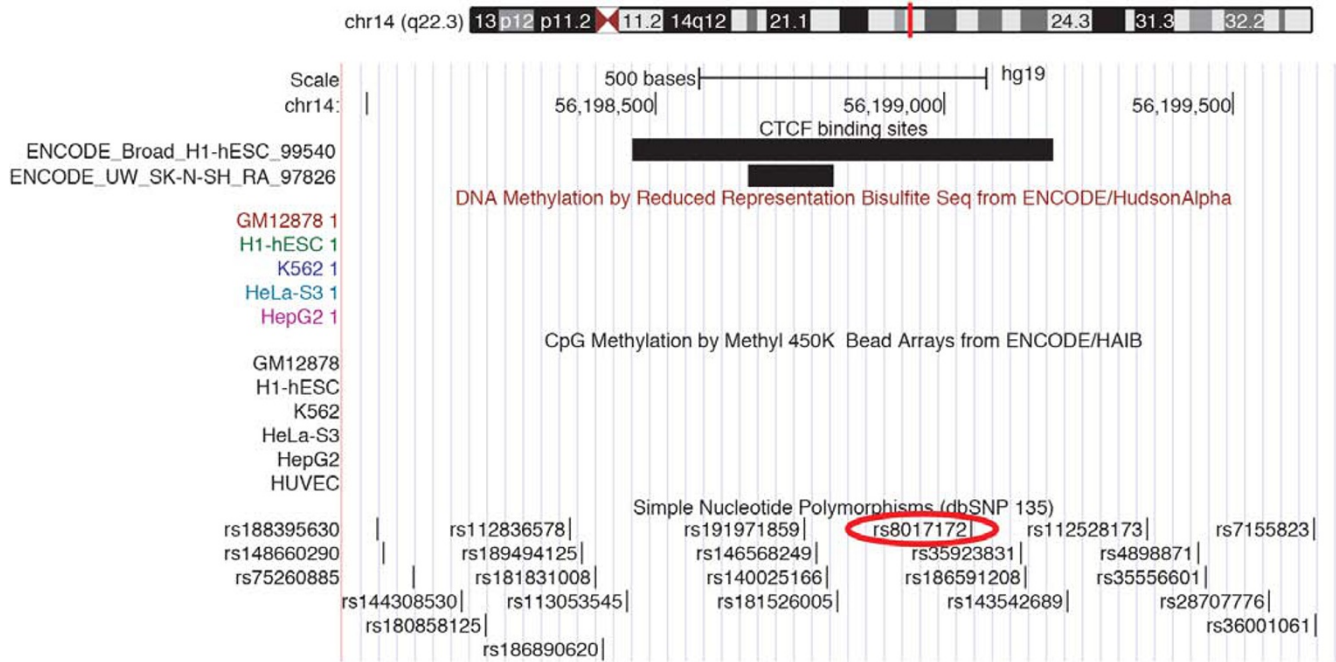 chr14 (q22.3) 13 p12 p11.2 11.2 14q12 21.1 24.3 31.3 32.2
Scale 500 bases hg19
chr14: 56,198,500 56,199,000 56,199,500
CTCF binding sites
ENCODE_Broad_H1-hESC_99540
ENCODE_UW_SK-N-SH_RA_97826
DNA Methylation by Reduced Representation Bisulfite Seq from ENCODE/HudsonAlpha
GM12878 1
H1-hESC 1
K562 1
HeLa-S3 1
HepG2 1
CpG Methylation by Methyl 450K Bead Arrays from ENCODE/HAIB
GM12878
H1-hESC
K562
HeLa-S3
HepG2
HUVEC
Simple Nucleotide Polymorphisms (dbSNP 135)
rs188395630 rs112836578 rs191971859 rs8017172 rs112528173 rs7155823
rs148660290 rs189494125 rs146568249 rs35923831 rs4898871
rs75260885 rs181831008 rs140025166 rs186591208 rs35556601
rs144308530 rs113053545 rs181526005 rs143542689 rs28707776
rs180858125 rs36001061
rs186890620